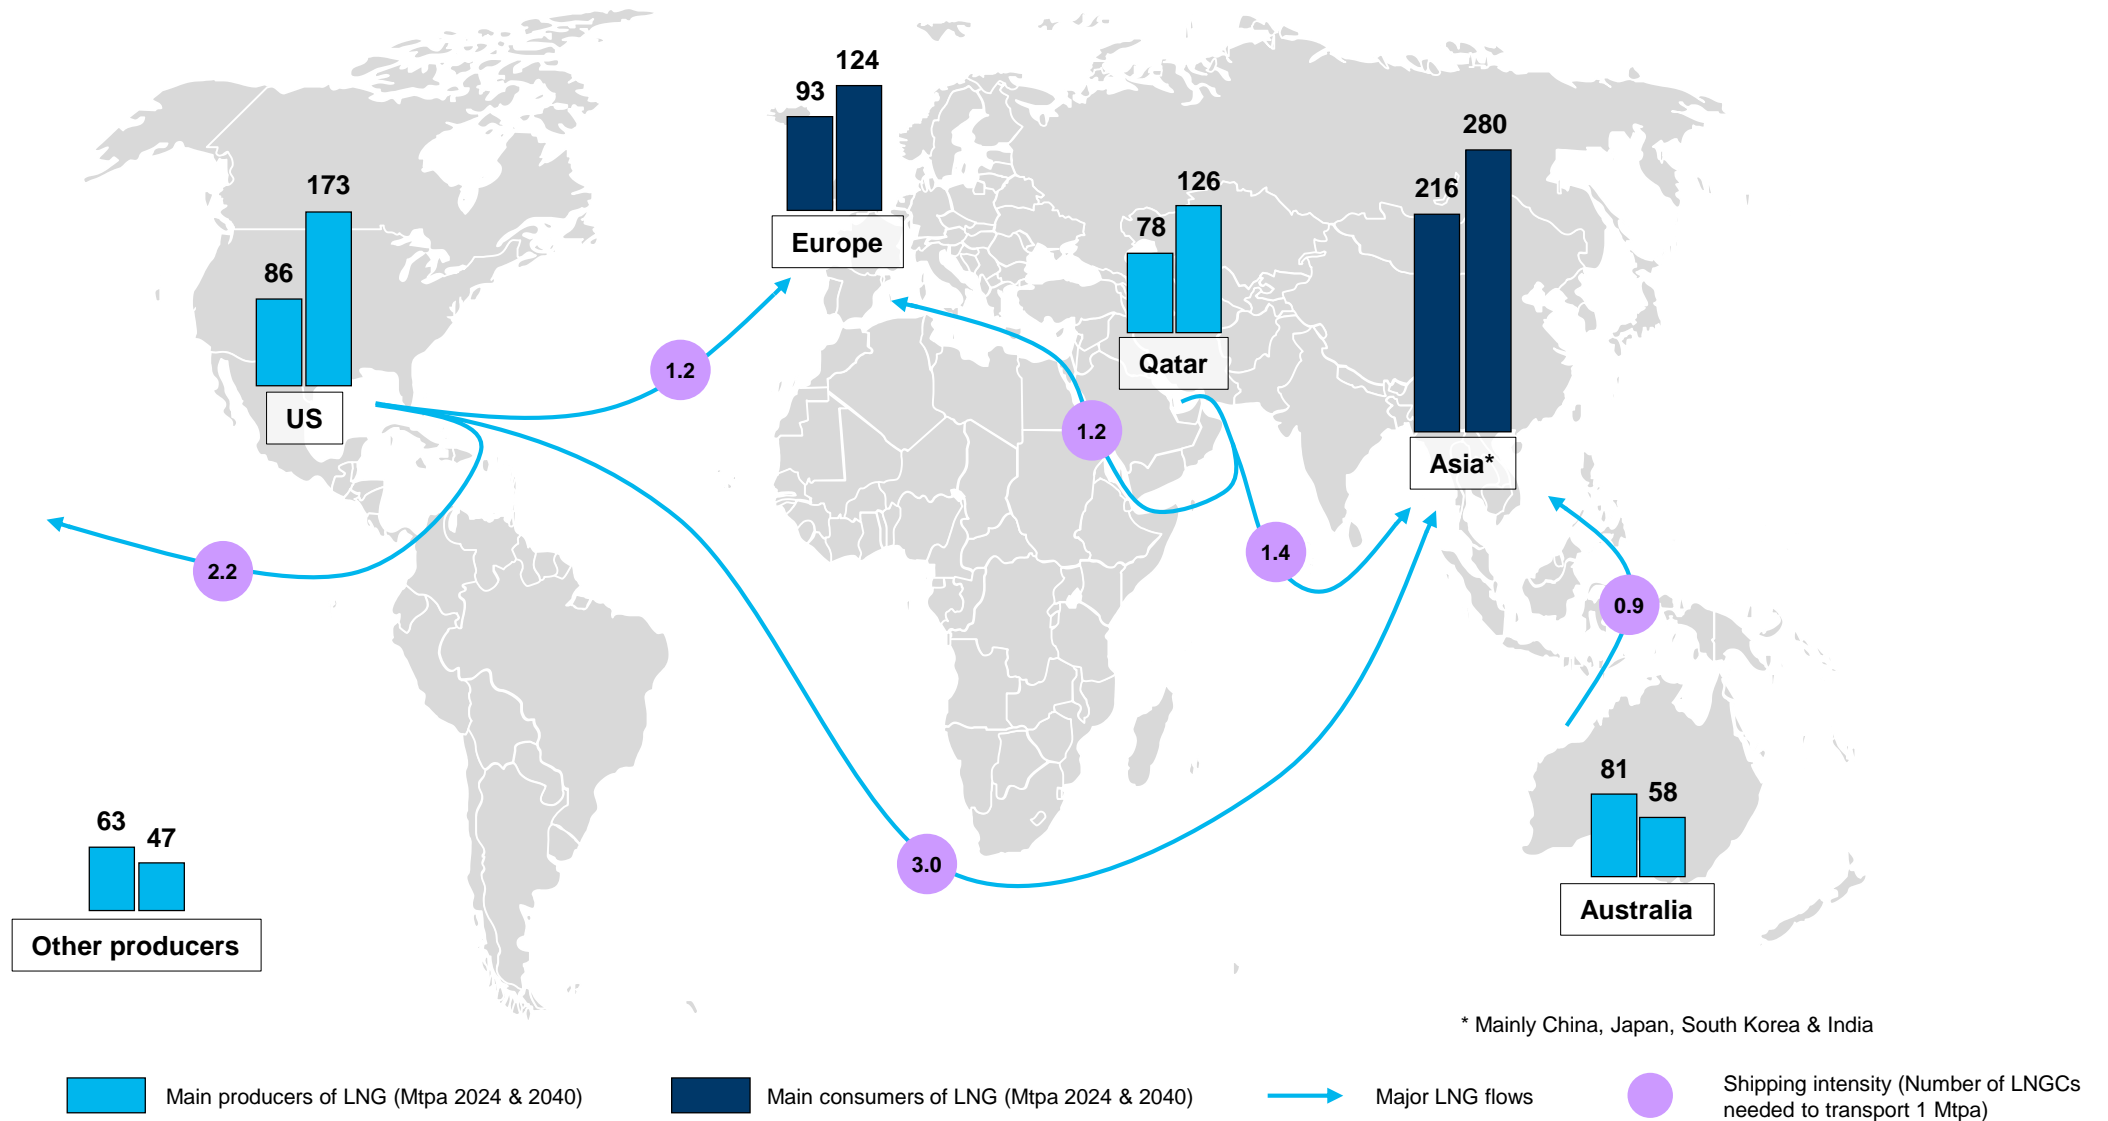 124
93
Europe
280
216
Asia*
173
86
US
126
78
Qatar
1.2
1.2
2.2
1.4
0.9
3.0
81
58
Australia
63
47
Other producers
* Mainly China, Japan, South Korea & India
Main producers of LNG (Mtpa 2024 & 2040)
Main consumers of LNG (Mtpa 2024 & 2040)
Major LNG flows
Shipping intensity (Number of LNGCs
needed to transport 1 Mtpa)